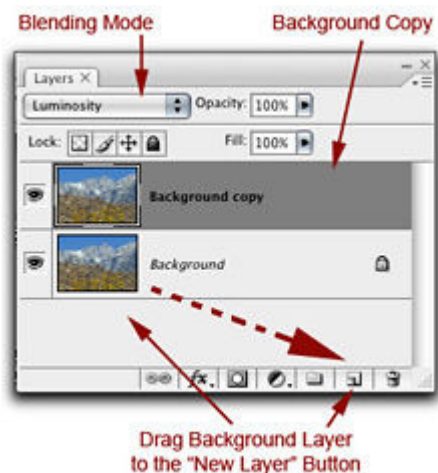 Blending Mode
Background Copy
Layers X
Luminosity
Opacity: 100%
Lock:
Fill: 100%
Background copy
Background
fx.
Drag Background Layer
to the "New Layer" Button